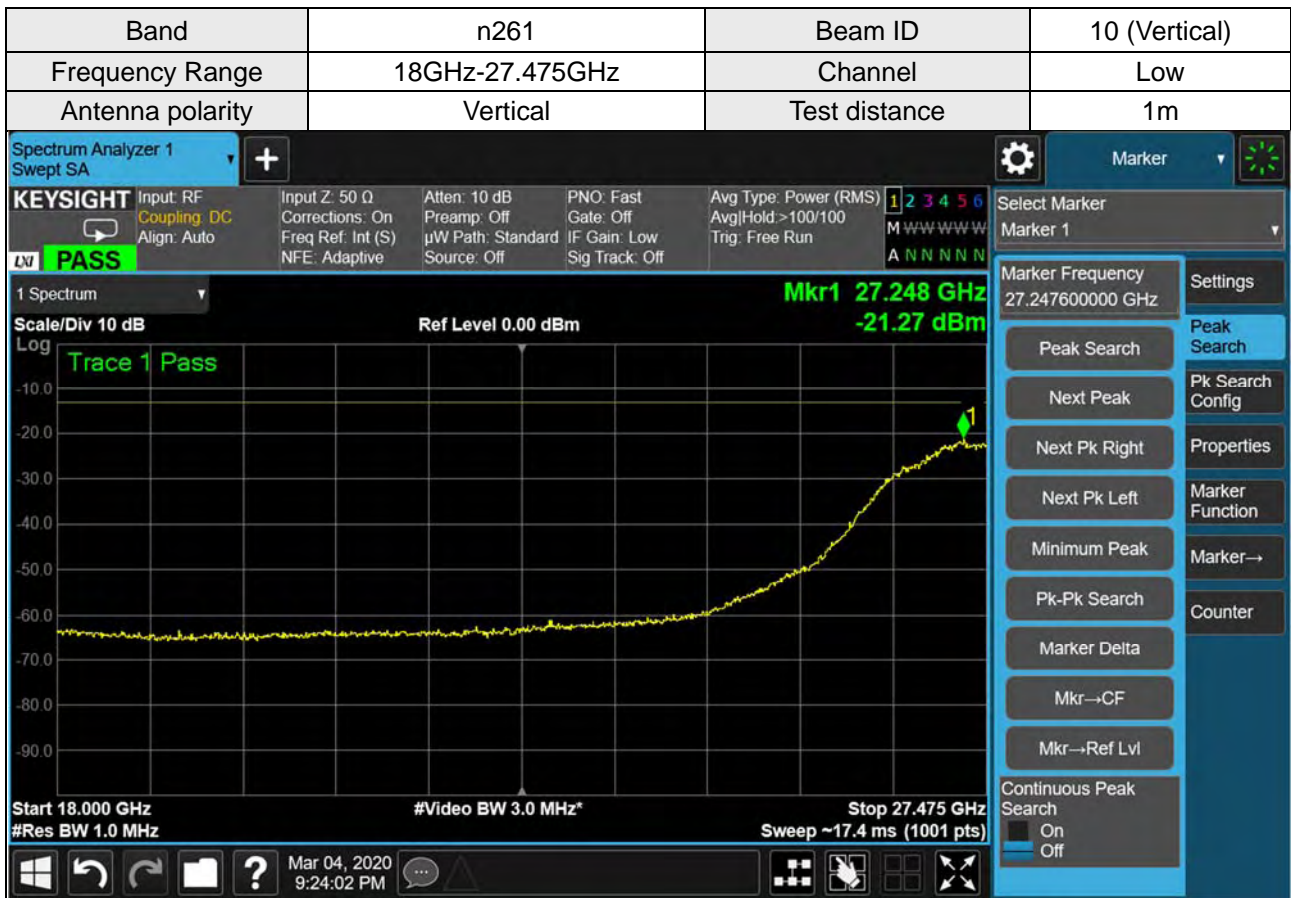 Band n261 Beam ID 10 (Vertical)
Frequency Range 18GHz-27.475GHz Channel Low
Antenna polarity Vertical Test distance 1m
Spectrum Analyzer 1
Swept SA
+
Marker
KEYSIGHT
LXI PASS
Input: RF
Coupling: DC
Align: Auto
Input Z: 50 Ω
Corrections: On
Freq Ref: Int (S)
NFE: Adaptive
Atten: 10 dB
Preamp: Off
µW Path: Standard
Source: Off
PNO: Fast
Gate: Off
IF Gain: Low
Sig Track: Off
Avg Type: Power (RMS)
Avg|Hold:>100/100
Trig: Free Run
1 2 3 4 5 6
M W W W W W
A N N N N N
Select Marker
Marker 1
1 Spectrum
Scale/Div 10 dB
Ref Level 0.00 dBm
Mkr1 27.248 GHz
-21.27 dBm
Log
Trace 1 Pass
1
-10.0
-20.0
-30.0
-40.0
-50.0
-60.0
-70.0
-80.0
-90.0
Start 18.000 GHz
#Res BW 1.0 MHz
#Video BW 3.0 MHz*
Stop 27.475 GHz
Sweep ~17.4 ms (1001 pts)
Marker Frequency
27.247600000 GHz
Peak Search
Next Peak
Next Pk Right
Next Pk Left
Minimum Peak
Pk-Pk Search
Marker Delta
Mkr→CF
Mkr→Ref Lvl
Continuous Peak
Search
On
Off
Settings
Peak
Search
Pk Search
Config
Properties
Marker
Function
Marker→
Counter
?
Mar 04, 2020
9:24:02 PM